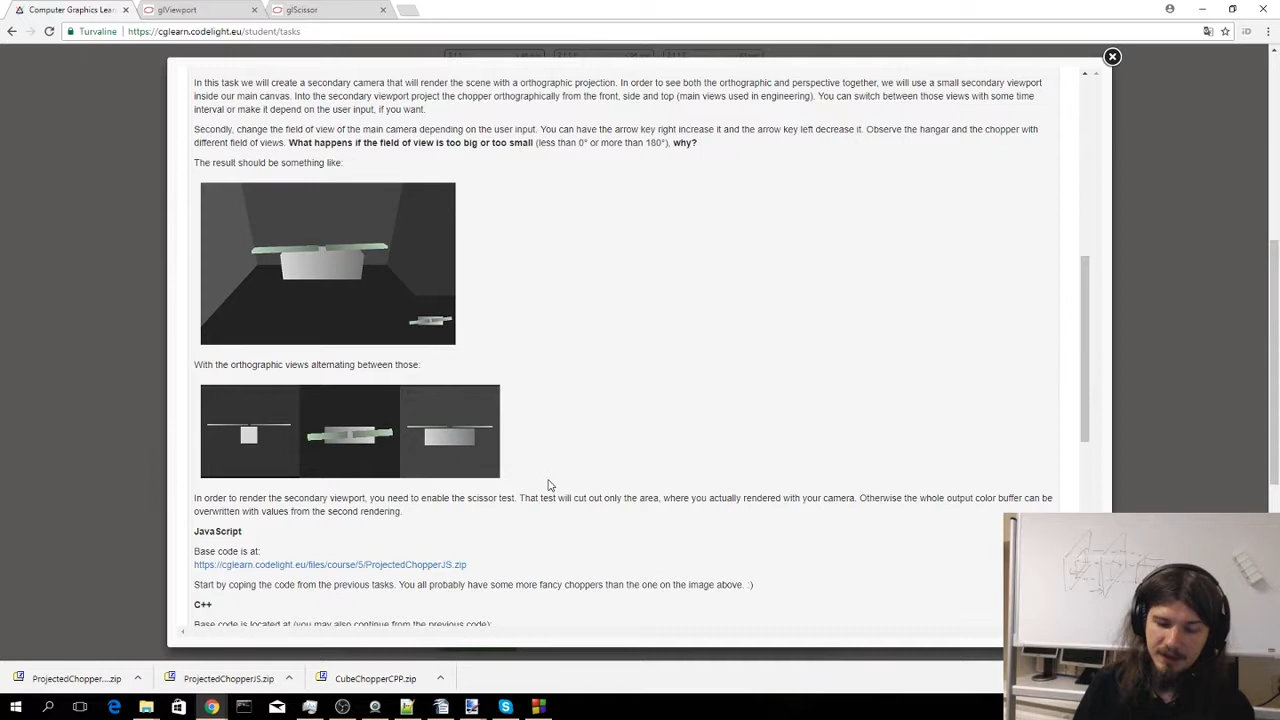 Computer Graphics Lea
glViewport
glScissor
Turvaline
https://cglearn.codelight.eu/student/tasks
In this task we will create a secondary camera that will render the scene with a orthographic projection. In order to see both the orthographic and perspective together, we will use a small secondary viewport
inside our main canvas. Into the secondary viewport project the chopper orthographically from the front, side and top (main views used in engineering). You can switch between those views with some time
interval or make it depend on the user input, if you want.
Secondly, change the field of view of the main camera depending on the user input. You can have the arrow key right increase it and the arrow key left decrease it. Observe the hangar and the chopper with
different field of views. What happens if the field of view is too big or too small (less than 0° or more than 180°), why?
The result should be something like:
With the orthographic views alternating between those:
In order to render the secondary viewport, you need to enable the scissor test. That test will cut out only the area, where you actually rendered with your camera. Otherwise the whole output color buffer can be
overwritten with values from the second rendering.
JavaScript
Base code is at:
https://cglearn.codelight.eu/files/course/5/ProjectedChopperJS.zip
Start by coping the code from the previous tasks. You all probably have some more fancy choppers than the one on the image above. :)
C++
Base code is located at (you may also continue from the previous code):
ProjectedChopper....zip
ProjectedChopperJS.zip
CubeChopperCPP.zip